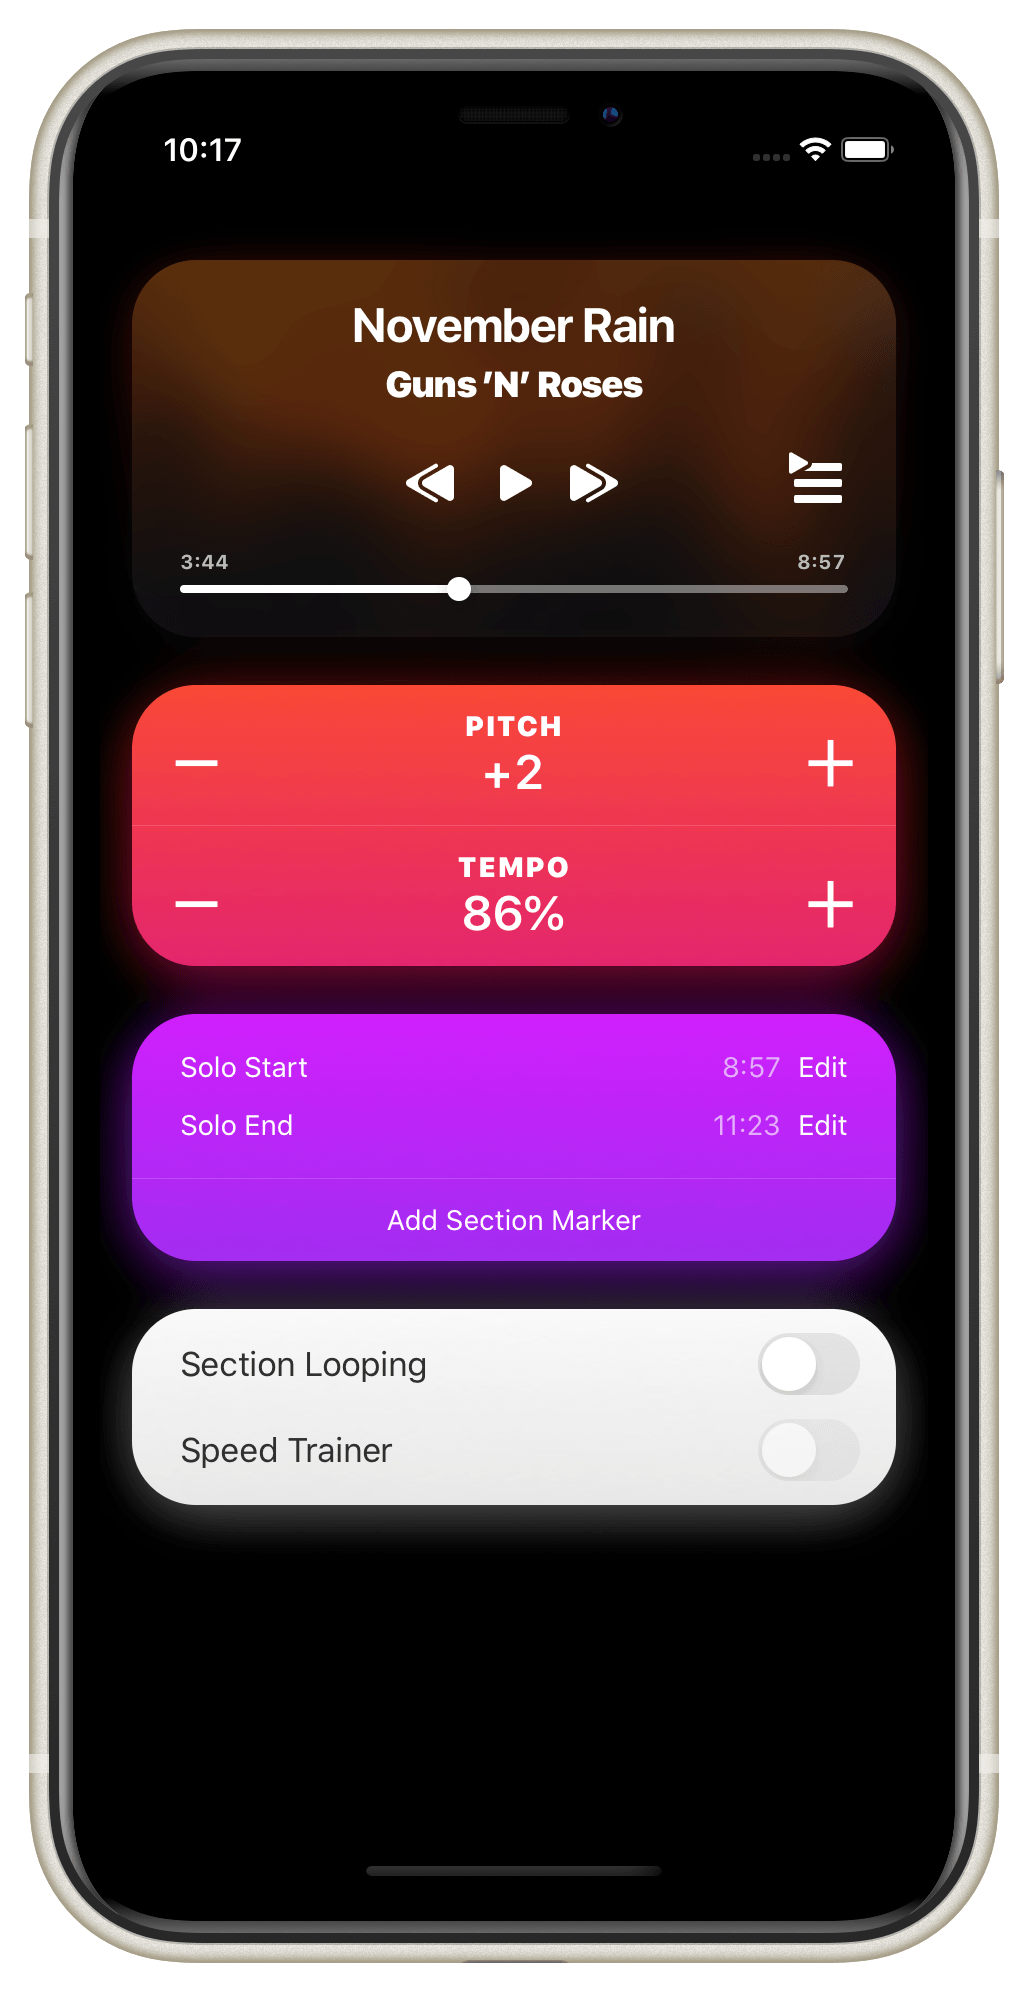 10:17
November Rain
Guns ’N’ Roses
3:44 8:57
PITCH
+2
TEMPO
86%
Solo Start 8:57 Edit
Solo End 11:23 Edit
Add Section Marker
Section Looping
Speed Trainer